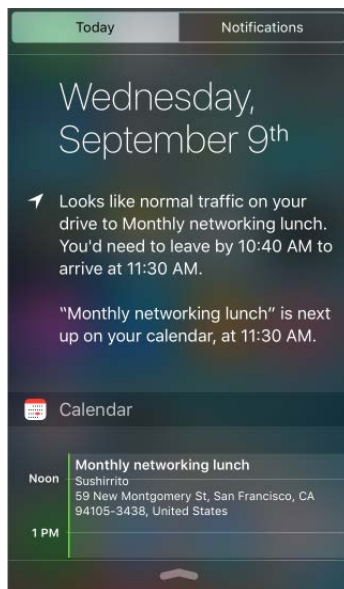 Today
Notifications
Wednesday,
September 9th
Looks like normal traffic on your
drive to Monthly networking lunch.
You'd need to leave by 10:40 AM to
arrive at 11:30 AM.
“Monthly networking lunch” is next
up on your calendar, at 11:30 AM.
Calendar
Monthly networking lunch
Noon
Sushirrito
59 New Montgomery St, San Francisco, CA
94105-3438, United States
1 PM